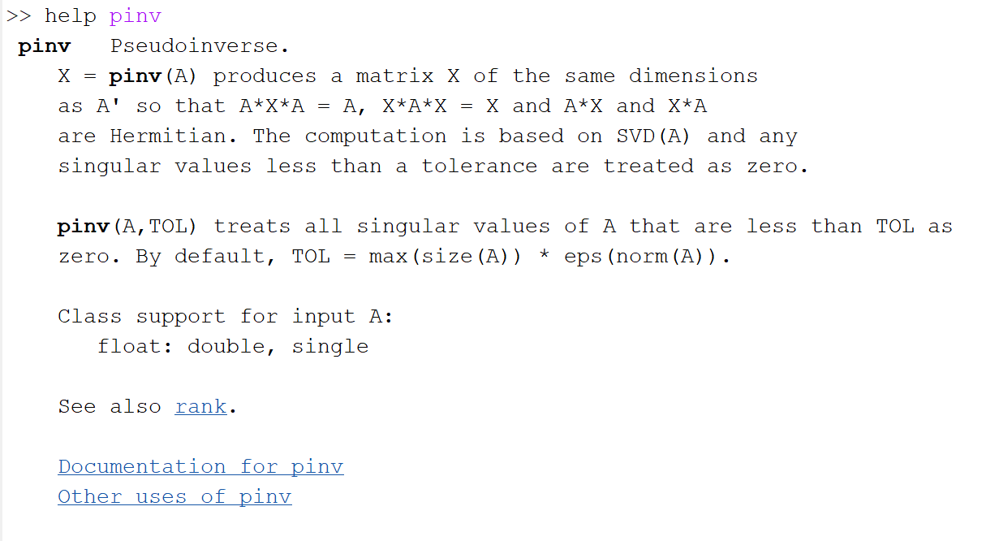 >> help pinv
pinv   Pseudoinverse.
X = pinv(A) produces a matrix X of the same dimensions
as A' so that A*X*A = A, X*A*X = X and A*X and X*A
are Hermitian. The computation is based on SVD(A) and any
singular values less than a tolerance are treated as zero.
pinv(A,TOL) treats all singular values of A that are less than TOL as
zero. By default, TOL = max(size(A)) * eps(norm(A)).
Class support for input A:
float: double, single
See also rank.
Documentation for pinv
Other uses of pinv